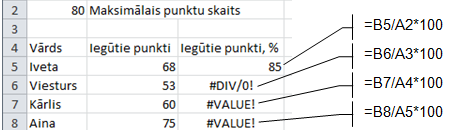 2 80 Maksimālais punktu skaits
3
4 Vārds Iegūtie punkti Iegūtie punkti, %
5 Iveta 68 85 =B5/A2*100
6 Viesturs 53 #DIV/0! =B6/A3*100
7 Kārlis 60 #VALUE! =B7/A4*100
8 Aina 75 #VALUE! =B8/A5*100